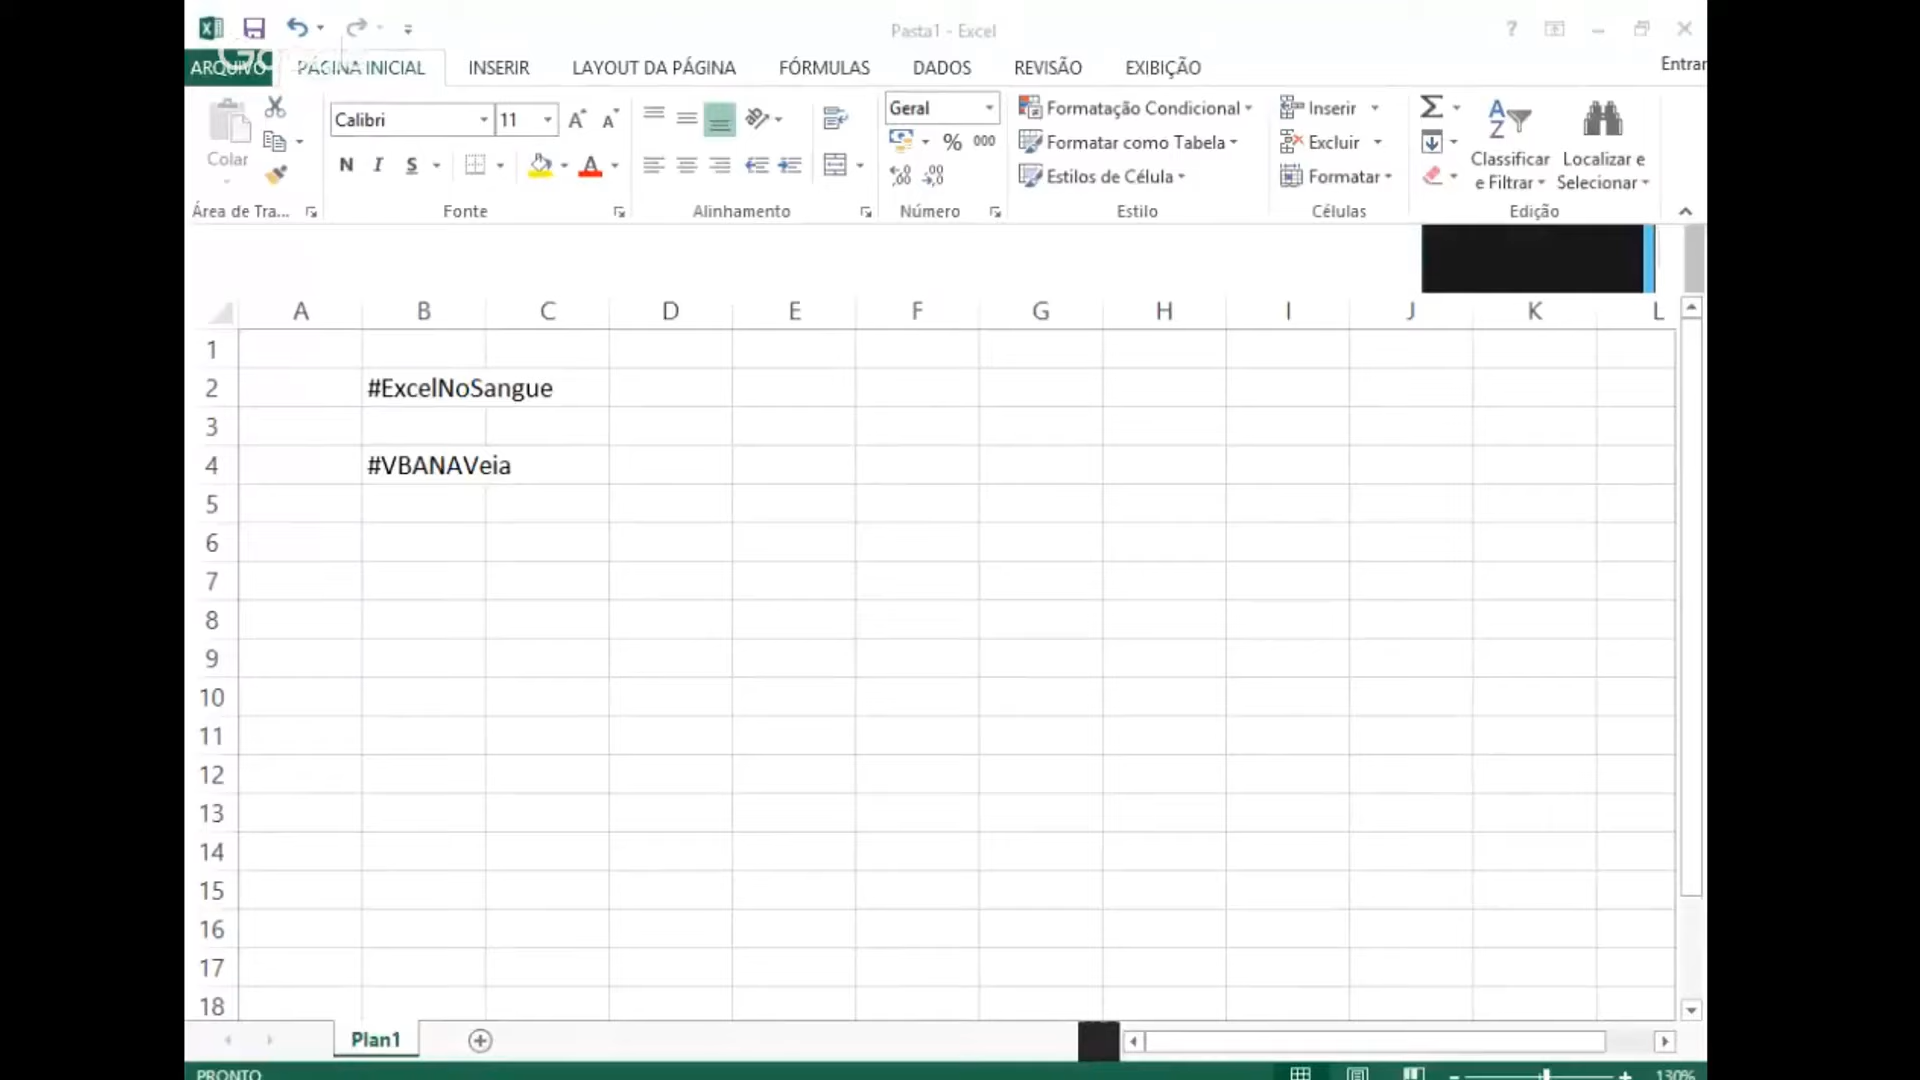 Pasta1 - Excel
ARQUIVO PÁGINA INICIAL INSERIR LAYOUT DA PÁGINA FÓRMULAS DADOS REVISÃO EXIBIÇÃO Entrar
Colar
Calibri 11
N I S
Geral
% 000
Formatação Condicional
Formatar como Tabela
Estilos de Célula
Inserir
Excluir
Formatar
Classificar e Filtrar
Localizar e Selecionar
Área de Tra... Fonte Alinhamento Número Estilo Células Edição
A B C D E F G H I J K L
1
2 #ExcelNoSangue
3
4 #VBANAVeia
5
6
7
8
9
10
11
12
13
14
15
16
17
18
Plan1
PRONTO 130%